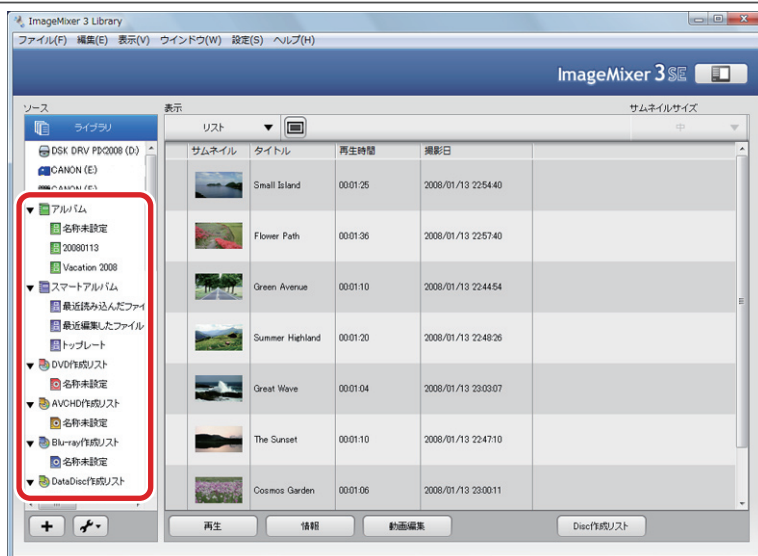 ImageMixer 3 Library
ファイル(F) 編集(E) 表示(V) ウインドウ(W) 設定(S) ヘルプ(H)
ImageMixer 3 SE
ソース 表示 サムネイルサイズ
ライブラリ リスト 中
DSK DRV PDC2008 (D:)
CANON (E:)
アルバム
名称未設定
20080113
Vacation 2008
スマートアルバム
最近読み込んだファイ
最近編集したファイル
トップレート
DVD作成リスト
名称未設定
AVCHD作成リスト
名称未設定
Blu-ray作成リスト
名称未設定
DataDisc作成リスト
サムネイル タイトル 再生時間 撮影日
Small Island 00:01:25 2008/01/13 22:54:40
Flower Path 00:01:36 2008/01/13 22:57:40
Green Avenue 00:01:10 2008/01/13 22:44:54
Summer Highland 00:01:20 2008/01/13 22:48:26
Great Wave 00:01:04 2008/01/13 23:03:07
The Sunset 00:01:10 2008/01/13 22:47:10
Cosmos Garden 00:01:06 2008/01/13 23:00:11
再生 情報 動画編集 Disc作成リスト